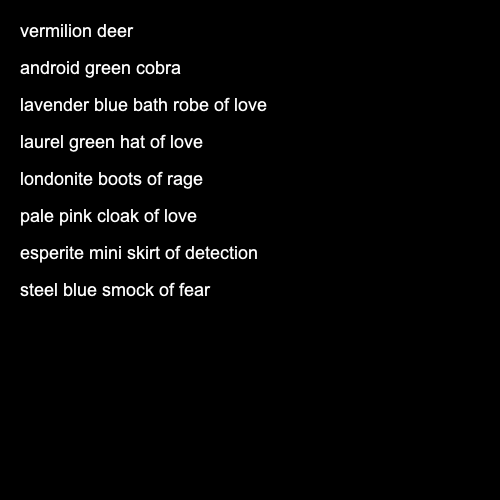 vermilion deer
android green cobra
lavender blue bath robe of love
laurel green hat of love
londonite boots of rage
pale pink cloak of love
esperite mini skirt of detection
steel blue smock of fear